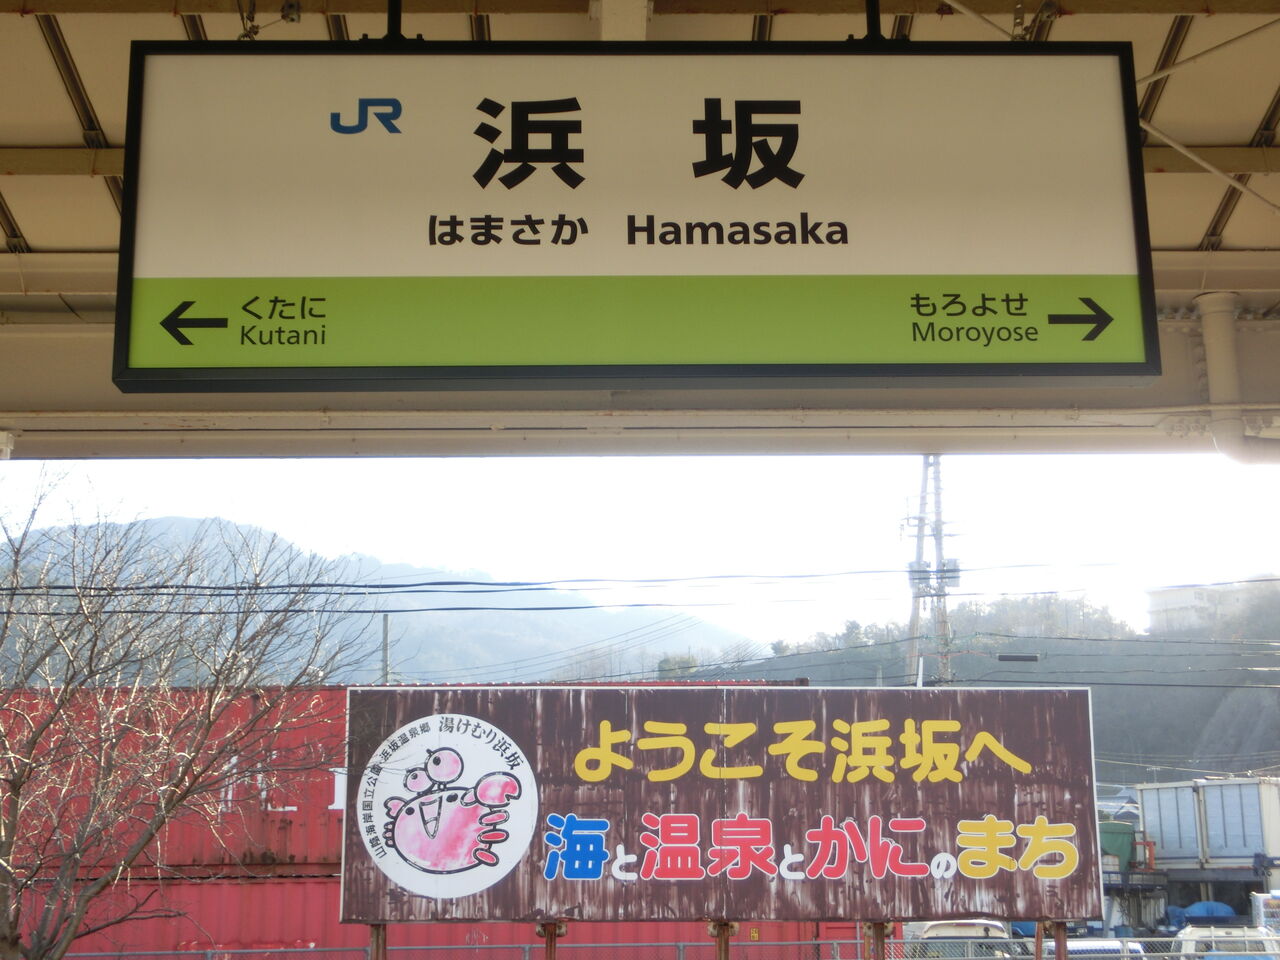 JR 浜坂
はまさか Hamasaka
← くたに
Kutani
もろよせ →
Moroyose
山陰海岸国立公園・浜坂温泉郷 湯けむり浜坂
ようこそ浜坂へ
海と温泉とかにのまち